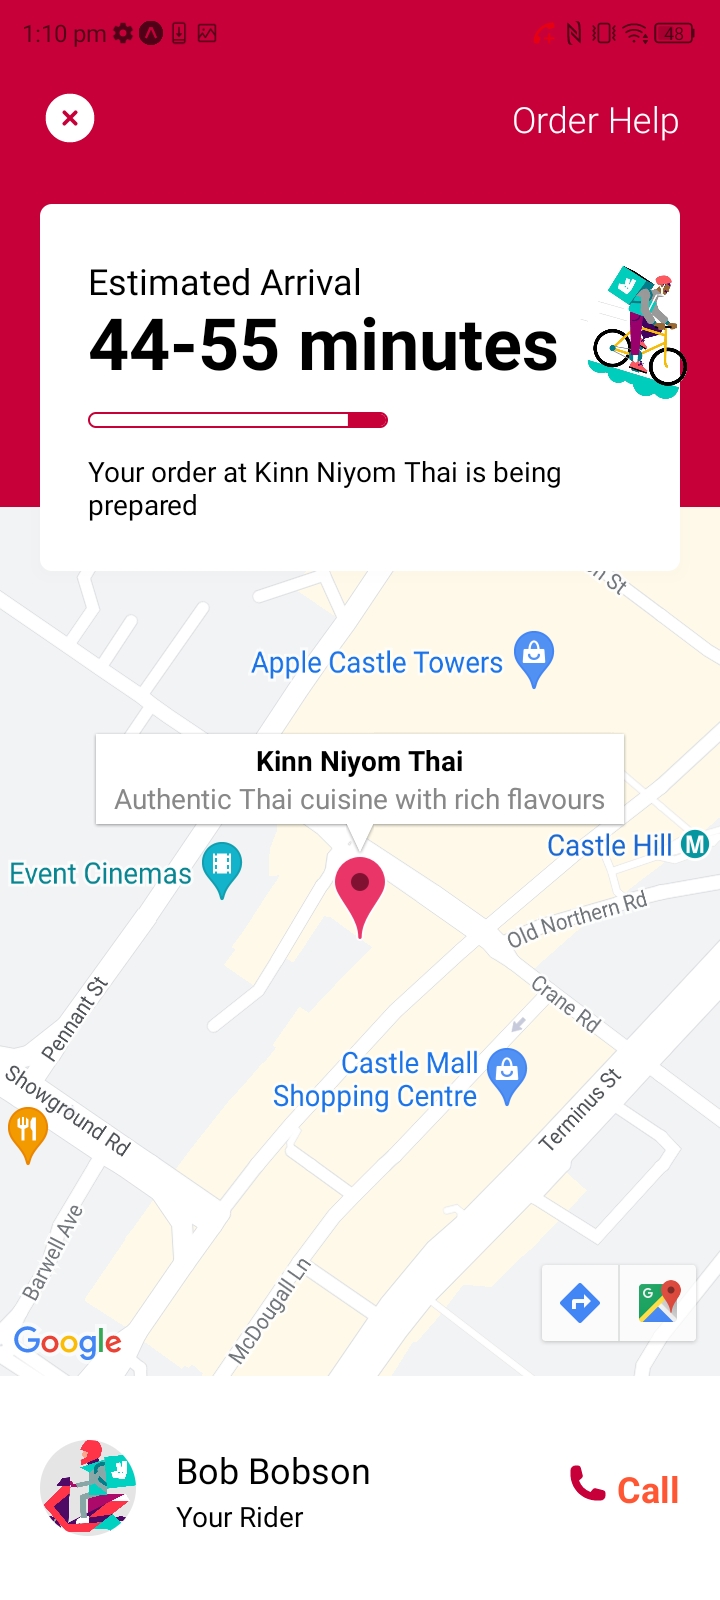 1:10 pm
48
Order Help
Estimated Arrival
44-55 minutes
Your order at Kinn Niyom Thai is being
prepared
Apple Castle Towers
Kinn Niyom Thai
Authentic Thai cuisine with rich flavours
Castle Hill M
Event Cinemas
Old Northern Rd
Crane Rd
Pennant St
Castle Mall
Shopping Centre
Showground Rd
Terminus St
Barwell Ave
McDougall Ln
G
Google
Bob Bobson
Your Rider
Call